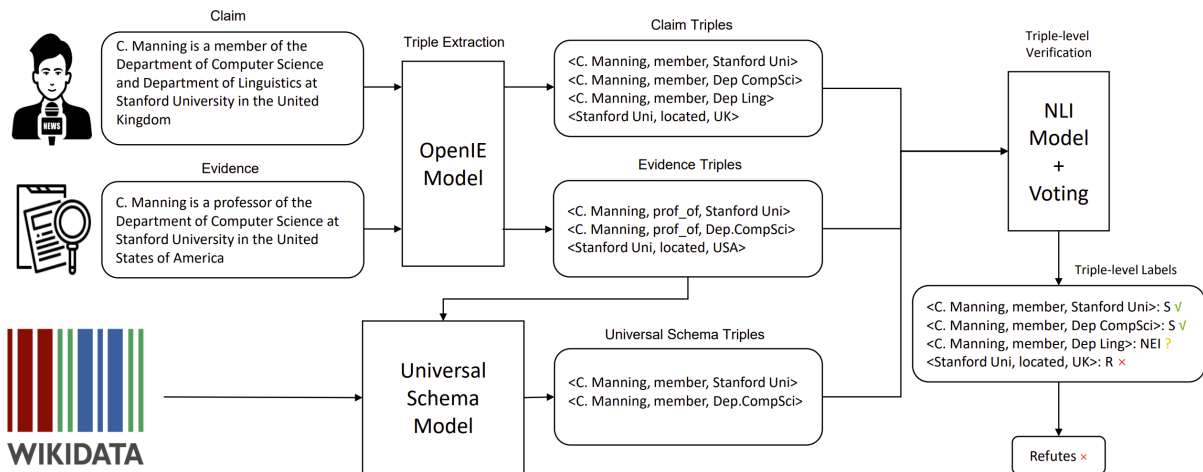 Claim
C. Manning is a member of the
Department of Computer Science
and Department of Linguistics at
Stanford University in the United
Kingdom
NEWS
Evidence
C. Manning is a professor of the
Department of Computer Science at
Stanford University in the United
States of America
WIKIDATA
Triple Extraction
OpenIE
Model
Universal
Schema
Model
Claim Triples
<C. Manning, member, Stanford Uni>
<C. Manning, member, Dep CompSci>
<C. Manning, member, Dep Ling>
<Stanford Uni, located, UK>
Evidence Triples
<C. Manning, prof_of, Stanford Uni>
<C. Manning, prof_of, Dep.CompSci>
<Stanford Uni, located, USA>
Universal Schema Triples
<C. Manning, member, Stanford Uni>
<C. Manning, member, Dep.CompSci>
Triple-level
Verification
NLI
Model
+
Voting
Triple-level Labels
<C. Manning, member, Stanford Uni>: S √
<C. Manning, member, Dep CompSci>: S √
<C. Manning, member, Dep Ling>: NEI ?
<Stanford Uni, located, UK>: R ×
Refutes ×